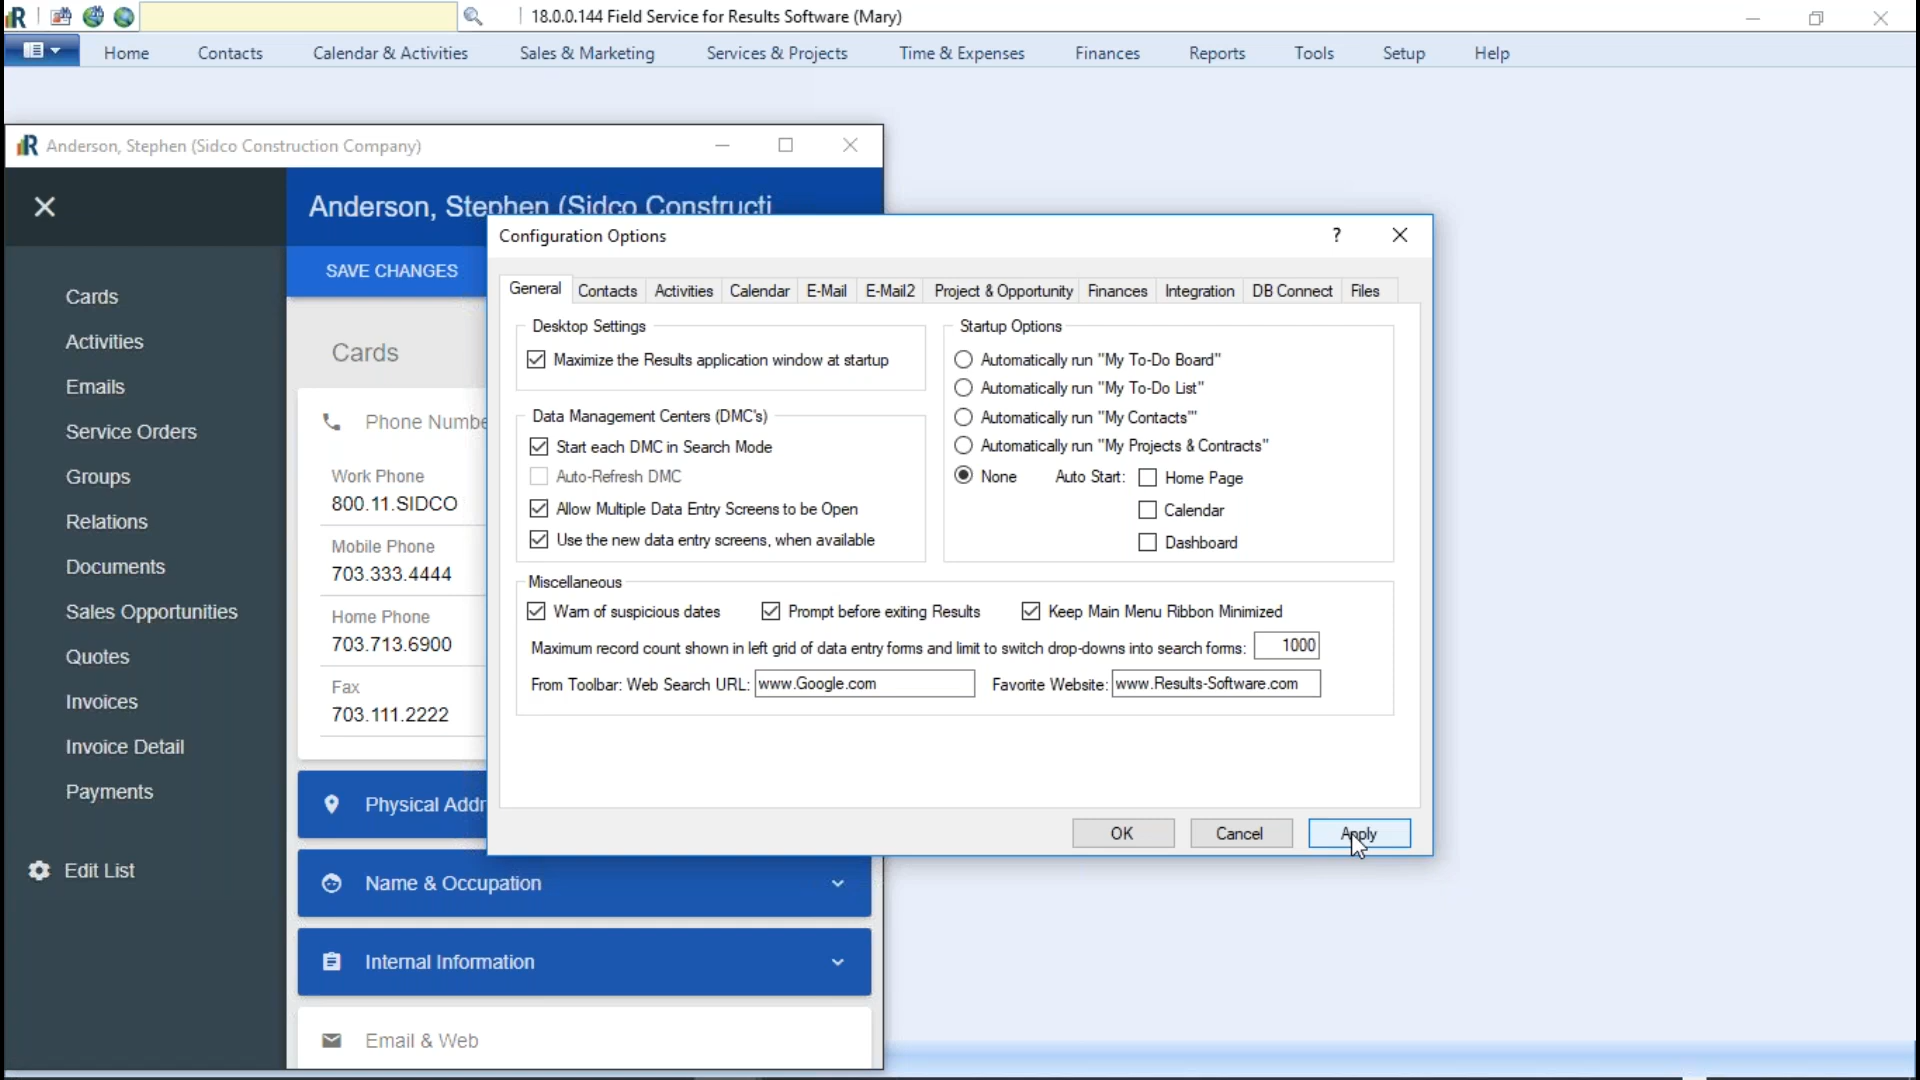 18.0.0.144 Field Service for Results Software (Mary)
Home Contacts Calendar & Activities Sales & Marketing Services & Projects Time & Expenses Finances Reports Tools Setup Help
Anderson, Stephen (Sidco Construction Company)
Anderson, Stephen (Sidco Constructi
SAVE CHANGES
Cards
Activities
Emails
Service Orders
Groups
Relations
Documents
Sales Opportunities
Quotes
Invoices
Invoice Detail
Payments
Edit List
Cards
Phone Numbe
Work Phone
800.11.SIDCO
Mobile Phone
703.333.4444
Home Phone
703.713.6900
Fax
703.111.2222
Physical Addr
Name & Occupation
Internal Information
Email & Web
Configuration Options
?
General Contacts Activities Calendar E-Mail E-Mail2 Project & Opportunity Finances Integration DB Connect Files
Desktop Settings
Maximize the Results application window at startup
Data Management Centers (DMC's)
Start each DMC in Search Mode
Auto-Refresh DMC
Allow Multiple Data Entry Screens to be Open
Use the new data entry screens, when available
Startup Options
Automatically run "My To-Do Board"
Automatically run "My To-Do List"
Automatically run "My Contacts"'
Automatically run "My Projects & Contracts"
None Auto Start: Home Page
Calendar
Dashboard
Miscellaneous
Warn of suspicious dates Prompt before exiting Results Keep Main Menu Ribbon Minimized
Maximum record count shown in left grid of data entry forms and limit to switch drop-downs into search forms: 1000
From Toolbar: Web Search URL: www.Google.com Favorite Website: www.Results-Software.com
OK Cancel Apply